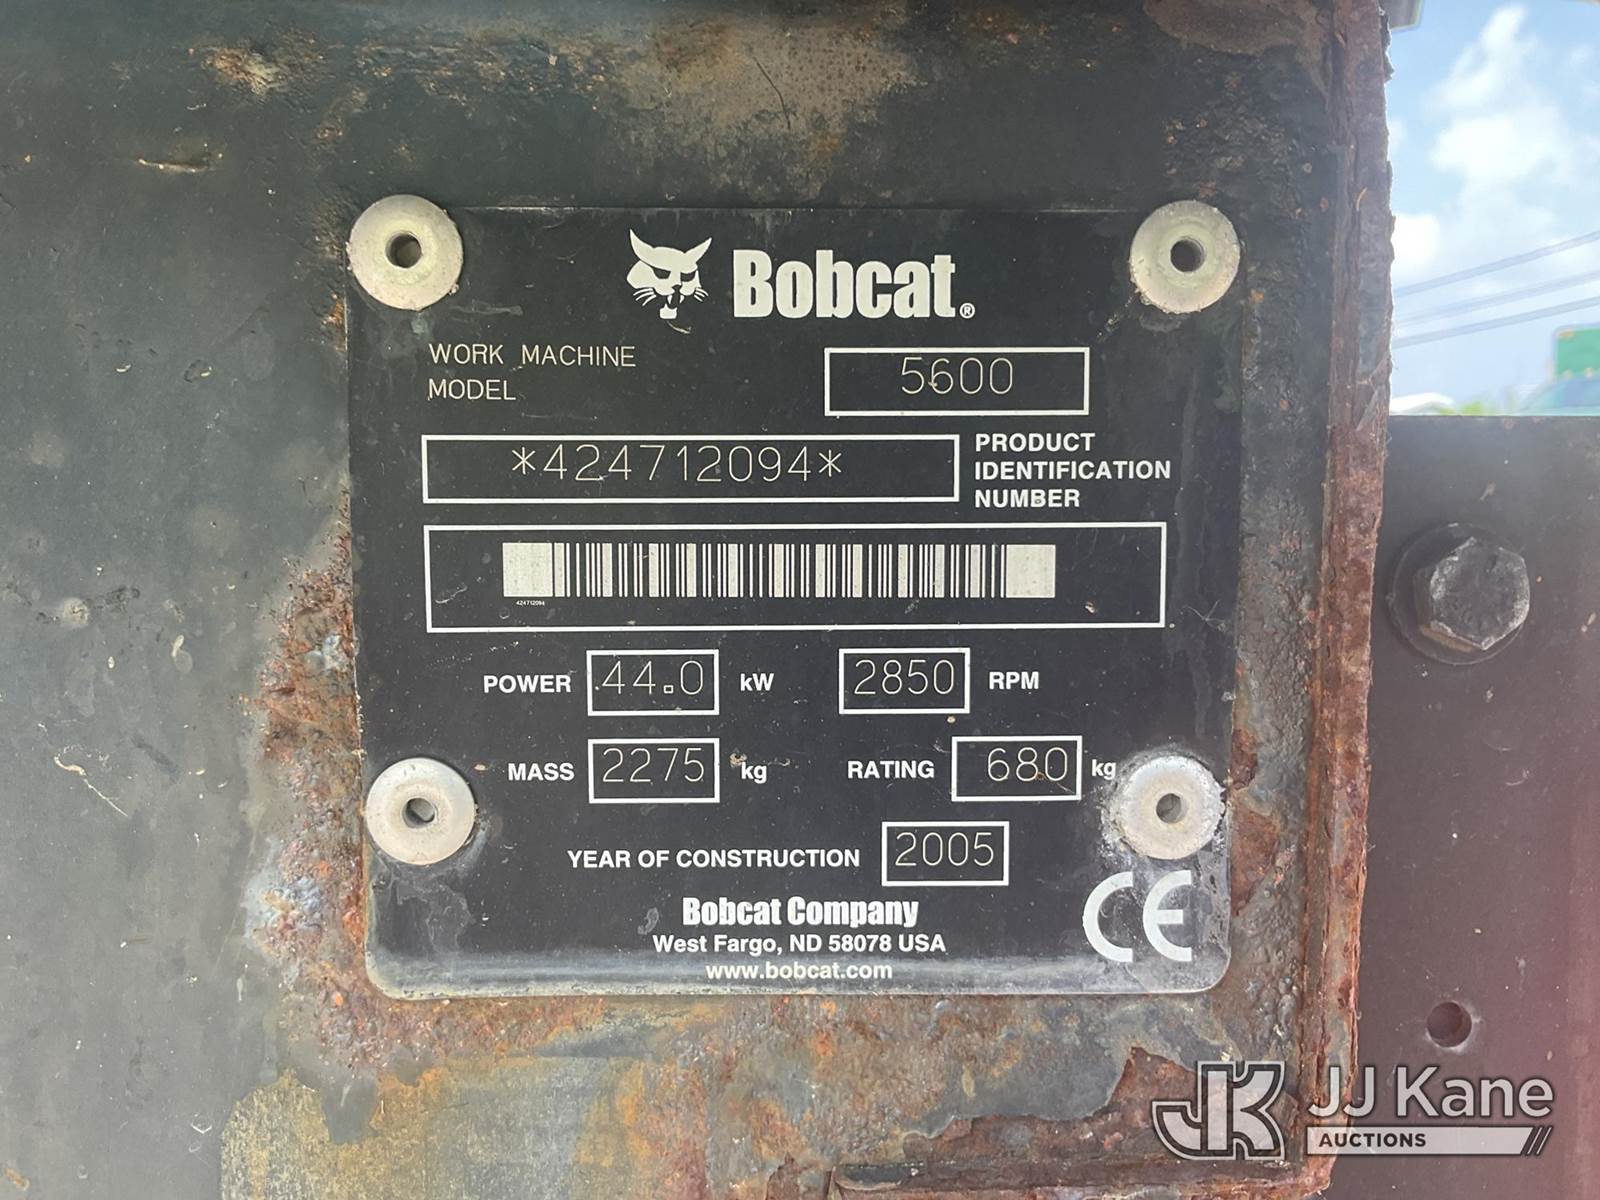 Bobcat®
WORK MACHINE
MODEL
5600
*424712094*
PRODUCT
IDENTIFICATION
NUMBER
424712094
POWER 44.0 kW 2850 RPM
MASS 2275 kg RATING 680 kg
YEAR OF CONSTRUCTION 2005
Bobcat Company
West Fargo, ND 58078 USA
www.bobcat.com
CE
JK JJ Kane
AUCTIONS